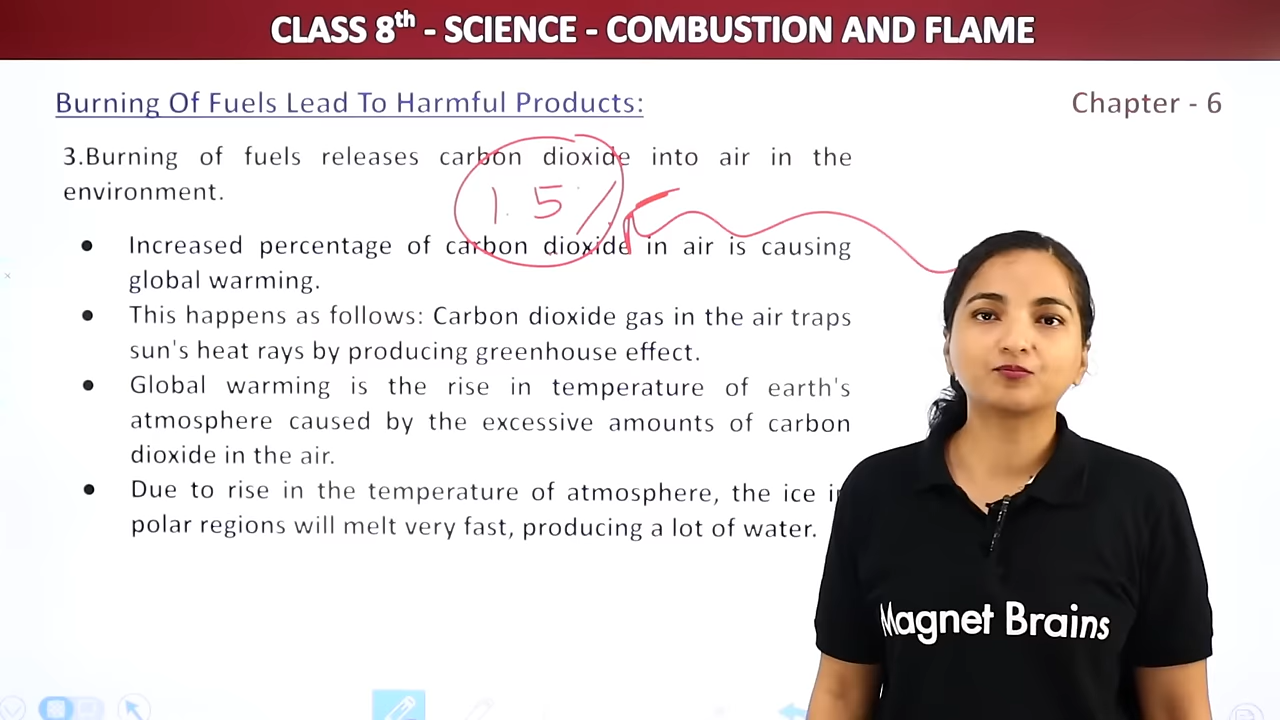 CLASS 8th - SCIENCE - COMBUSTION AND FLAME
Burning Of Fuels Lead To Harmful Products:
Chapter - 6
3.Burning of fuels releases carbon dioxide into air in the
environment.
1.5%
● Increased percentage of carbon dioxide in air is causing
global warming.
● This happens as follows: Carbon dioxide gas in the air traps
sun's heat rays by producing greenhouse effect.
● Global warming is the rise in temperature of earth's
atmosphere caused by the excessive amounts of carbon
dioxide in the air.
● Due to rise in the temperature of atmosphere, the ice in
polar regions will melt very fast, producing a lot of water.
Magnet Brains